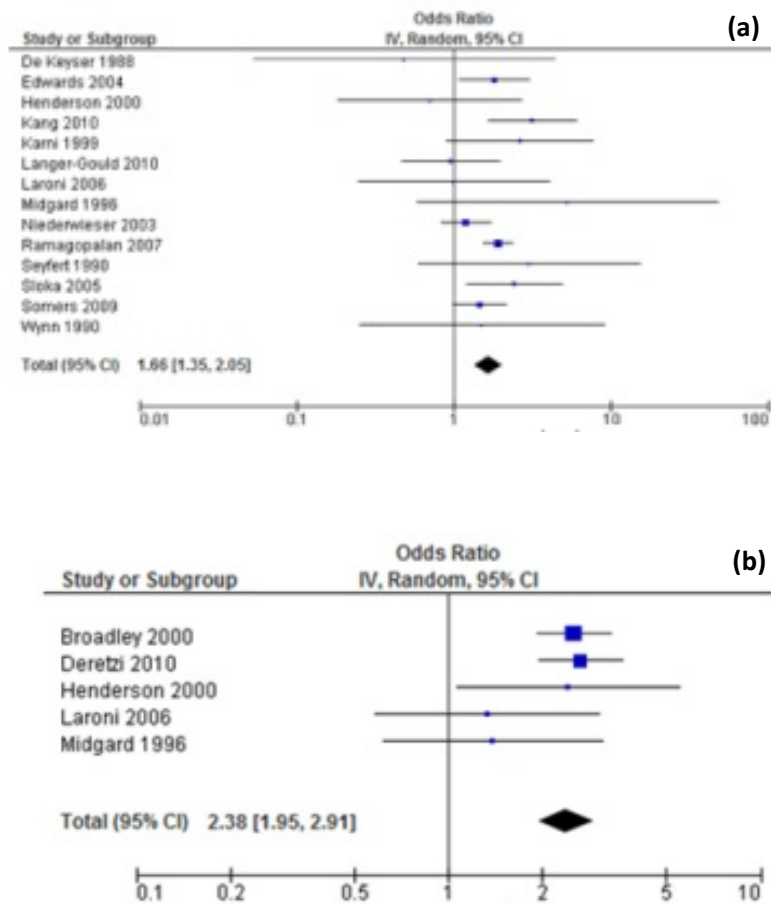 (a)
Odds Ratio
Study or Subgroup IV, Random, 95% CI
De Keyser 1988
Edwards 2004
Henderson 2000
Kang 2010
Karni 1999
Langer-Gould 2010
Laroni 2006
Midgard 1996
Niederwieser 2003
Ramagopalan 2007
Seyfert 1990
Sloka 2005
Somers 2009
Wynn 1990
Total (95% CI) 1.66 [1.35, 2.05]
0.01 0.1 1 10 100
(b)
Odds Ratio
Study or Subgroup IV, Random, 95% CI
Broadley 2000
Deretzi 2010
Henderson 2000
Laroni 2006
Midgard 1996
Total (95% CI) 2.38 [1.95, 2.91]
0.1 0.2 0.5 1 2 5 10